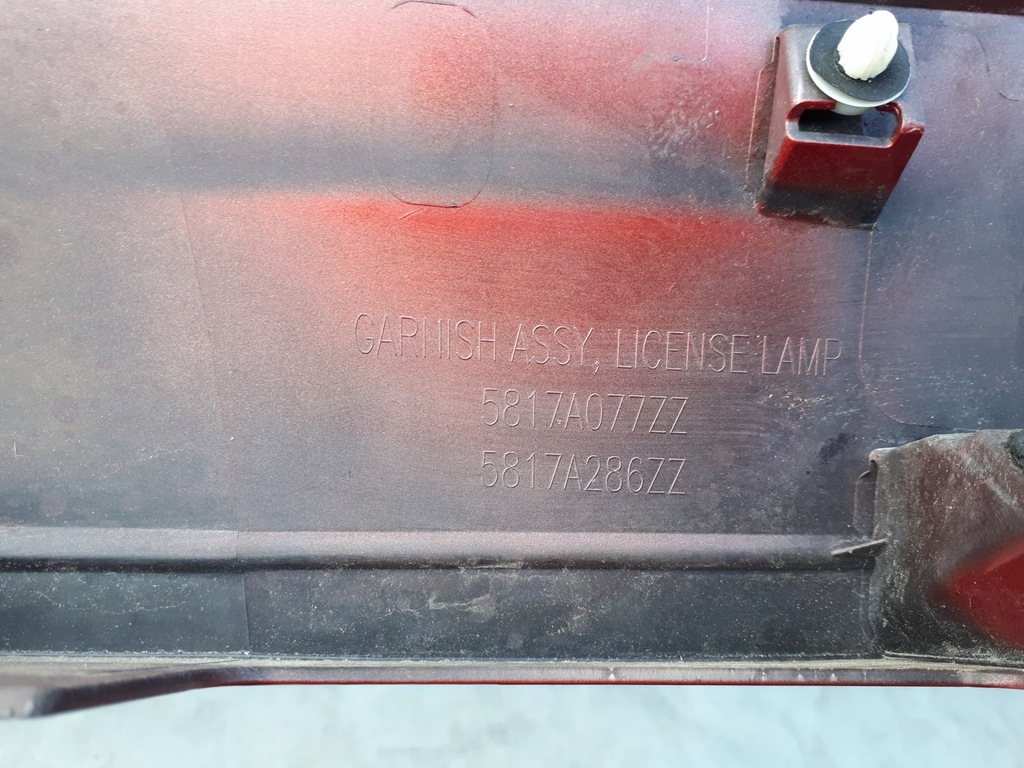 GARNISH ASSY, LICENSE LAMP
5817A077ZZ
5817A286ZZ